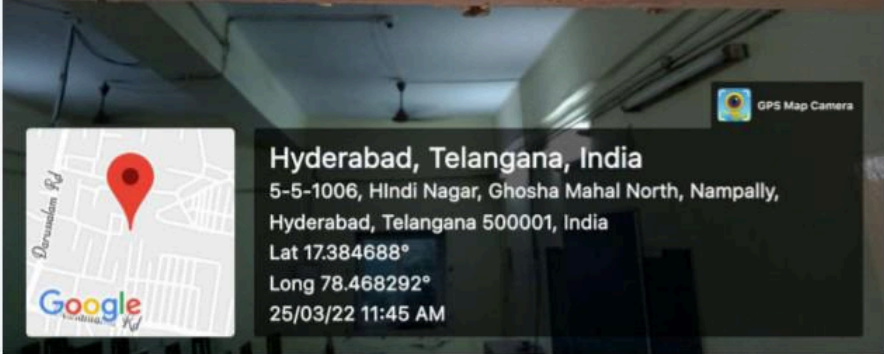 GPS Map Camera
Hyderabad, Telangana, India
5-5-1006, HIndi Nagar, Ghosha Mahal North, Nampally,
Hyderabad, Telangana 500001, India
Lat 17.384688°
Long 78.468292°
25/03/22 11:45 AM
Darussalam Rd
Google
Rd